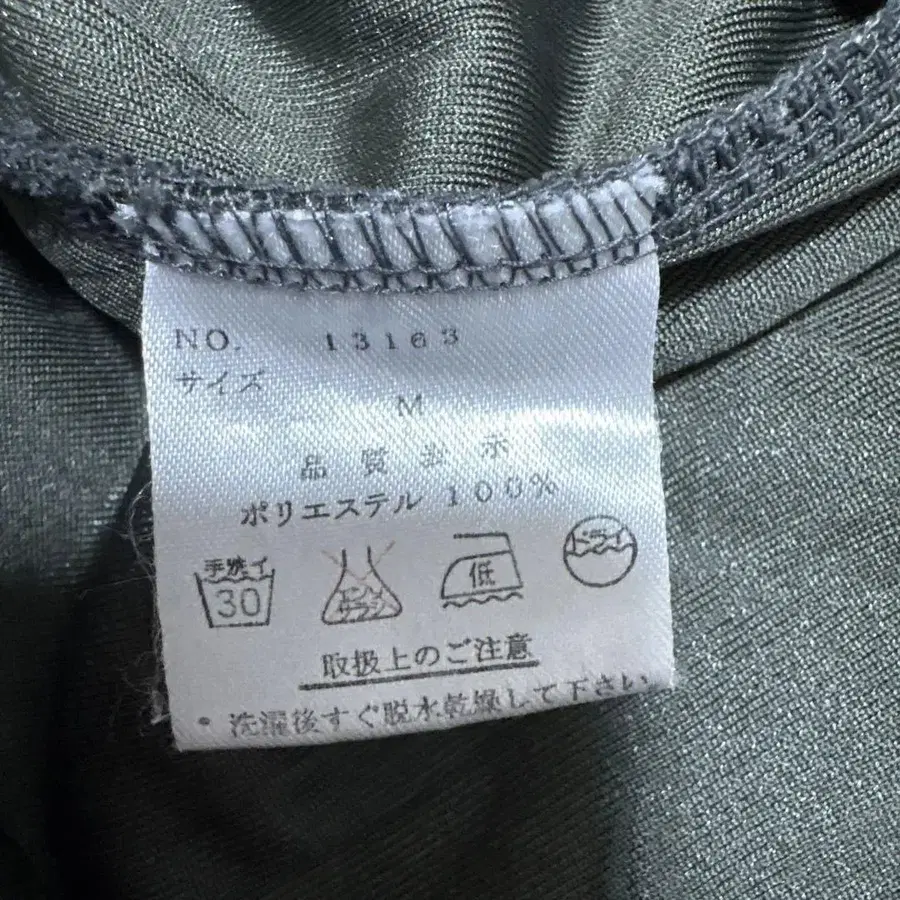 NO. 13163
サイズ
M
品質表示
ポリエステル 100%
手洗イ
30
エンソ
サラシ
低
ドライ
取扱上のご注意
・洗濯後すぐ脱水乾燥して下さい